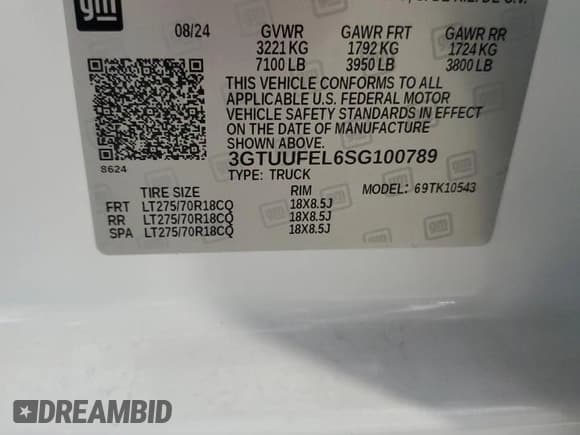 gm
08/24 GVWR GAWR FRT GAWR RR
3221 KG 1792 KG 1724 KG
7100 LB 3950 LB 3800 LB
THIS VEHICLE CONFORMS TO ALL
APPLICABLE U.S. FEDERAL MOTOR
VEHICLE SAFETY STANDARDS IN EFFECT
ON THE DATE OF MANUFACTURE
SHOWN ABOVE.
8624
3GTUUFEL6SG100789
TYPE: TRUCK
TIRE SIZE RIM MODEL: 69TK10543
FRT LT275/70R18CQ 18X8.5J
RR LT275/70R18CQ 18X8.5J
SPA LT275/70R18CQ 18X8.5J
DREAMBID